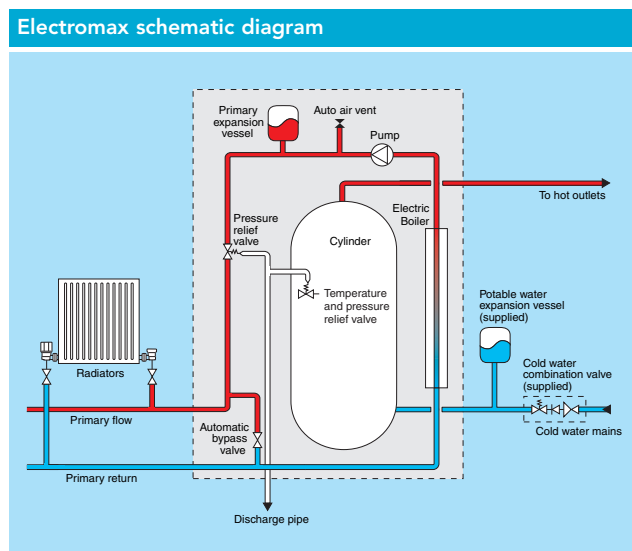 Electromax schematic diagram
Primary
expansion
vessel
Auto air vent
Pump
To hot outlets
Electric
Boiler
Pressure
relief
valve
Cylinder
Temperature
and pressure
relief valve
Potable water
expansion vessel
(supplied)
Radiators
Cold water
combination valve
(supplied)
Primary flow
Automatic
bypass
valve
Cold water mains
Primary return
Discharge pipe